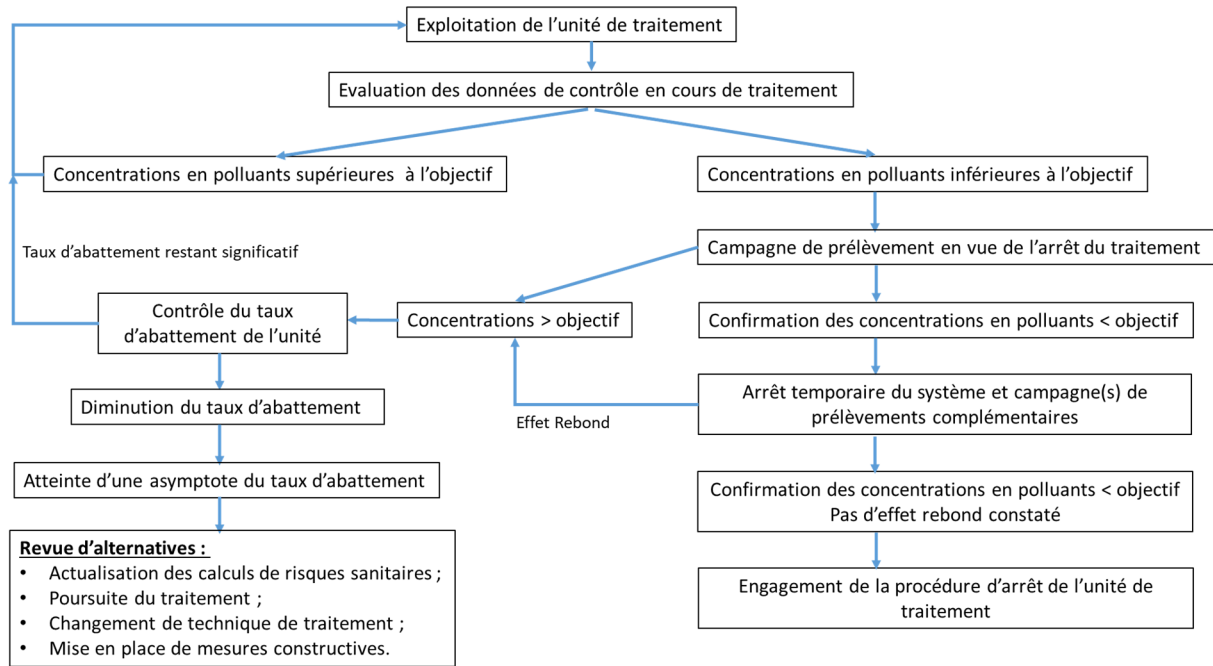 Exploitation de l'unité de traitement
Evaluation des données de contrôle en cours de traitement
Concentrations en polluants supérieures à l'objectif
Concentrations en polluants inférieures à l'objectif
Taux d'abattement restant significatif
Campagne de prélèvement en vue de l'arrêt du traitement
Contrôle du taux
d'abattement de l'unité
Concentrations > objectif
Confirmation des concentrations en polluants < objectif
Diminution du taux d'abattement
Effet Rebond
Arrêt temporaire du système et campagne(s) de
prélèvements complémentaires
Atteinte d'une asymptote du taux d'abattement
Confirmation des concentrations en polluants < objectif
Pas d'effet rebond constaté
Revue d'alternatives :
• Actualisation des calculs de risques sanitaires ;
• Poursuite du traitement ;
• Changement de technique de traitement ;
• Mise en place de mesures constructives.
Engagement de la procédure d'arrêt de l'unité de
traitement